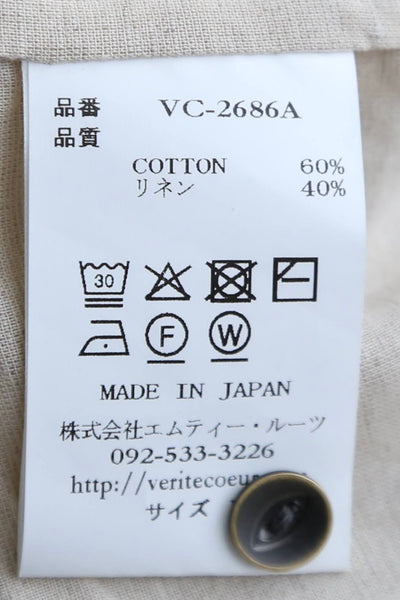 品番 VC-2686A
品質
COTTON 60%
リネン 40%
30
F W
MADE IN JAPAN
株式会社エムティー・ルーツ
092-533-3226
http://veritecoeur
サイズ